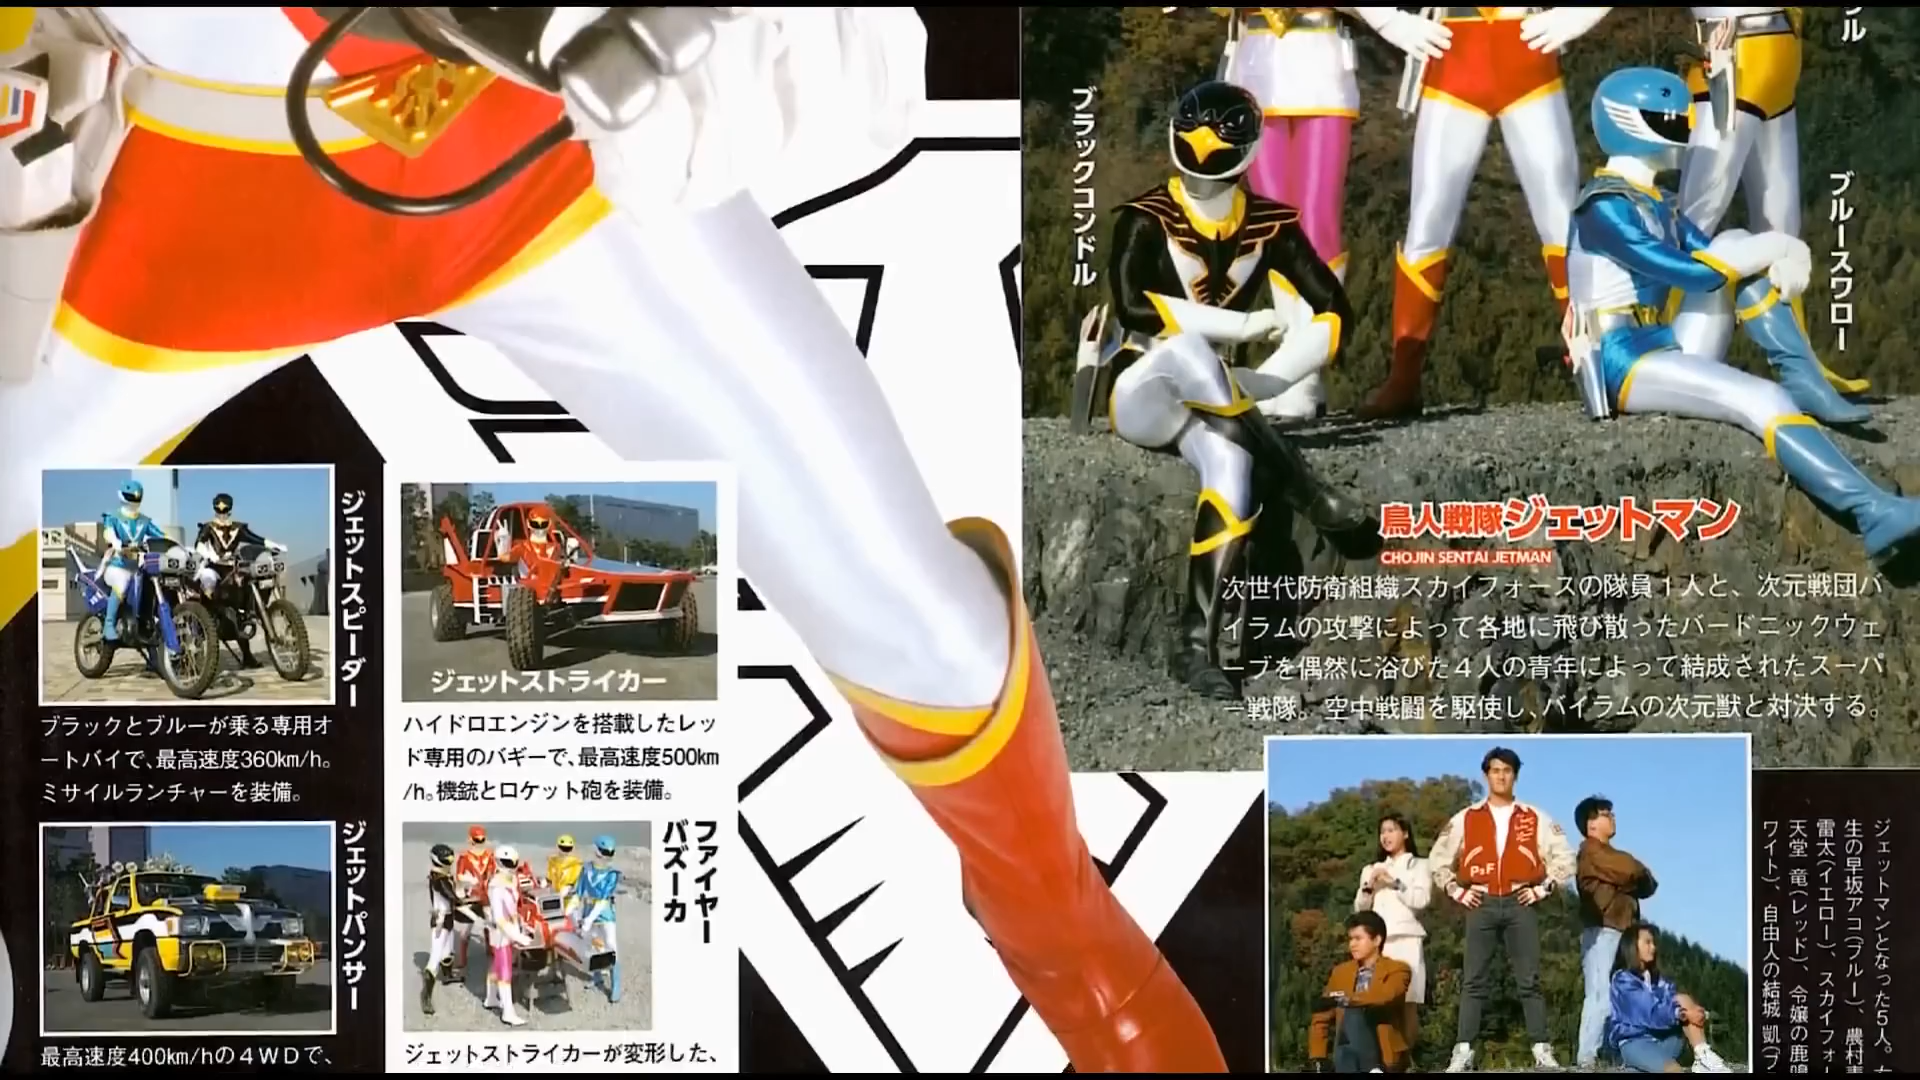 ル
ブラックコンドル
ブルースワロー
鳥人戦隊ジェットマン
CHOJIN SENTAI JETMAN
次世代防衛組織スカイフォースの隊員1人と、次元戦団バ
イラムの攻撃によって各地に飛び散ったバードニックウェ
ーブを偶然に浴びた4人の青年によって結成されたスーパ
ー戦隊。空中戦闘を駆使し、バイラムの次元獣と対決する。
ジェットスピーダー
ブラックとブルーが乗る専用オ
ートバイで、最高速度360km/h。
ミサイルランチャーを装備。
ジェットストライカー
ハイドロエンジンを搭載したレッ
ド専用のバギーで、最高速度500km
/h。機銃とロケット砲を装備。
ジェットパンサー
最高速度400km/hの4WDで、
ファイヤー
バズーカ
ジェットストライカーが変形した、
P&F
ジェットマンとなった5人。
生の早坂アコ(ブルー)、農村青
雷太(イエロー)、スカイフォー
天堂 竜(レッド)、令嬢の鹿鳴
ワイト)、自由人の結城 凱(ブ